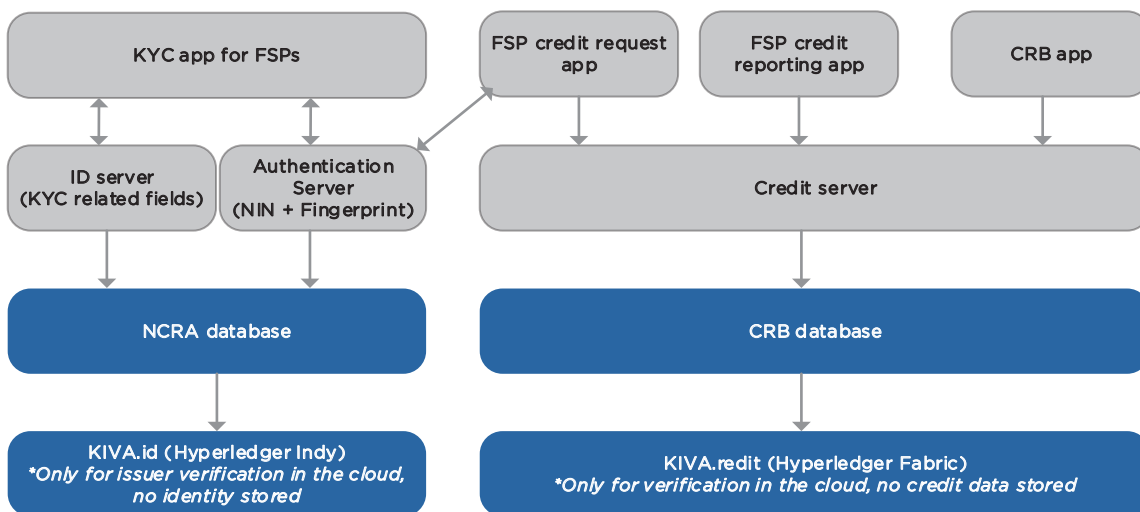 KYC app for FSPs
FSP credit request
app
FSP credit
reporting app
CRB app
ID server
(KYC related fields)
Authentication
Server
(NIN + Fingerprint)
Credit server
NCRA database
CRB database
KIVA.id (Hyperledger Indy)
*Only for issuer verification in the cloud,
no identity stored
KIVA.redit (Hyperledger Fabric)
*Only for verification in the cloud, no credit data stored